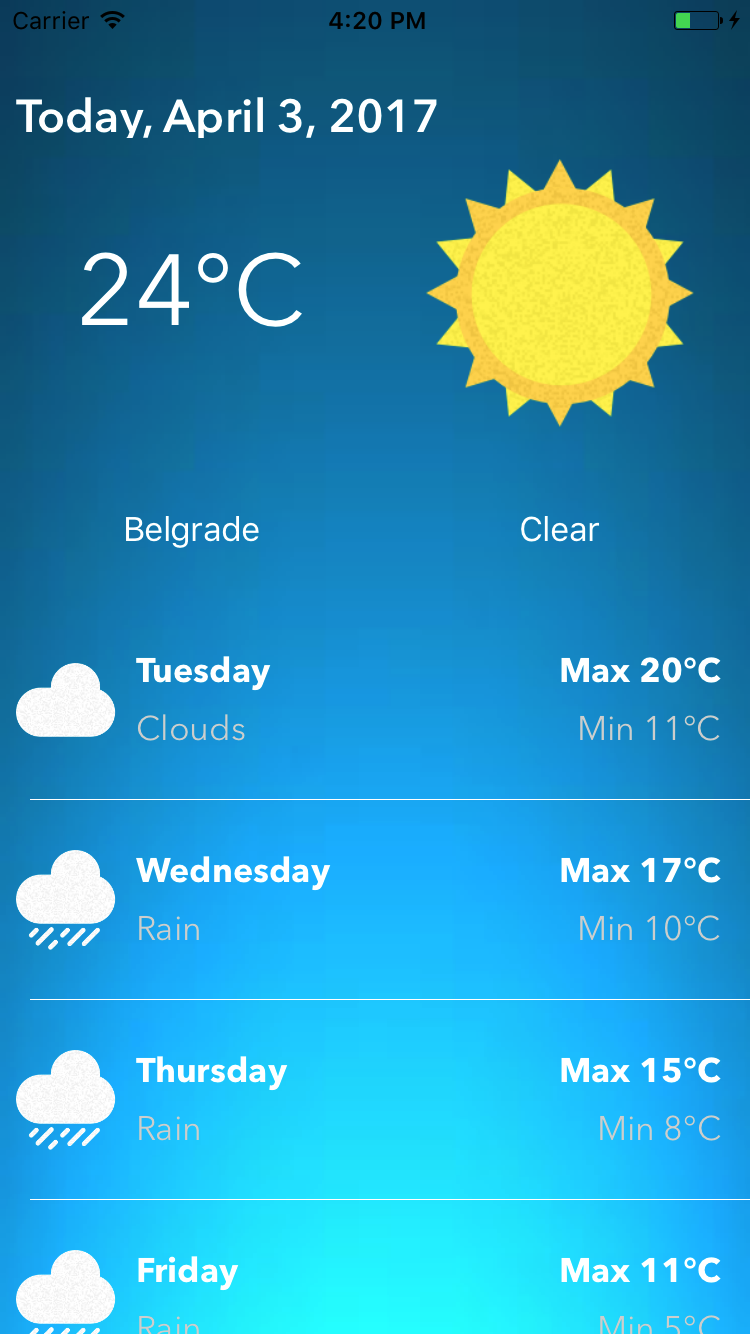 Carrier 4:20 PM
Today, April 3, 2017
24°C
Belgrade Clear
Tuesday Max 20°C
Clouds Min 11°C
Wednesday Max 17°C
Rain Min 10°C
Thursday Max 15°C
Rain Min 8°C
Friday Max 11°C
Rain Min 5°C